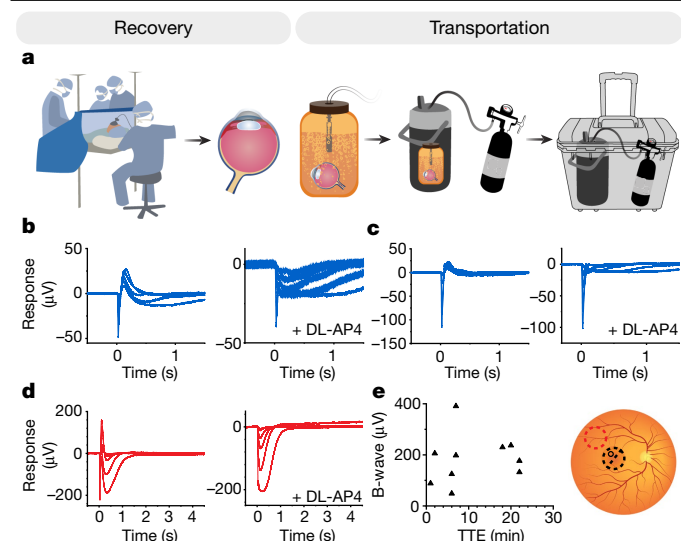 Recovery
Transportation
a
b
c
50
0
−50
Response
(μV)
0
1
Time (s)
0
−50
+ DL-AP4
0
1
Time (s)
50
0
−50
−100
−150
0
1
Time (s)
0
−50
−100
+ DL-AP4
0
1
Time (s)
d
e
200
0
−200
Response
(μV)
0 1 2 3 4
Time (s)
0
−200
+ DL-AP4
0 1 2 3 4
Time (s)
400
200
0
B-wave (μV)
0 10 20 30
TTE (min)